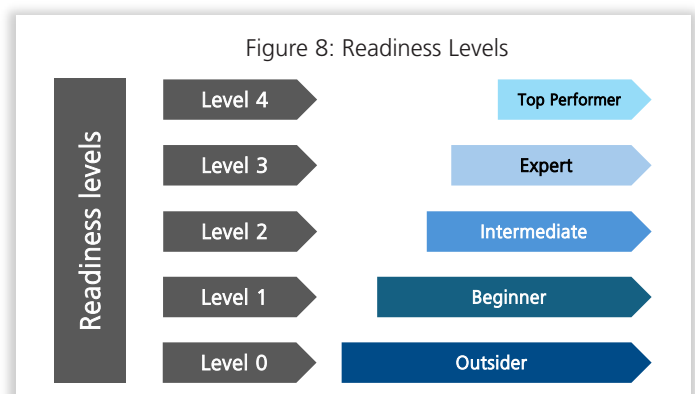 Figure 8: Readiness Levels
Readiness levels
Level 4
Top Performer
Level 3
Expert
Level 2
Intermediate
Level 1
Beginner
Level 0
Outsider